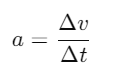 a = Δv / Δt